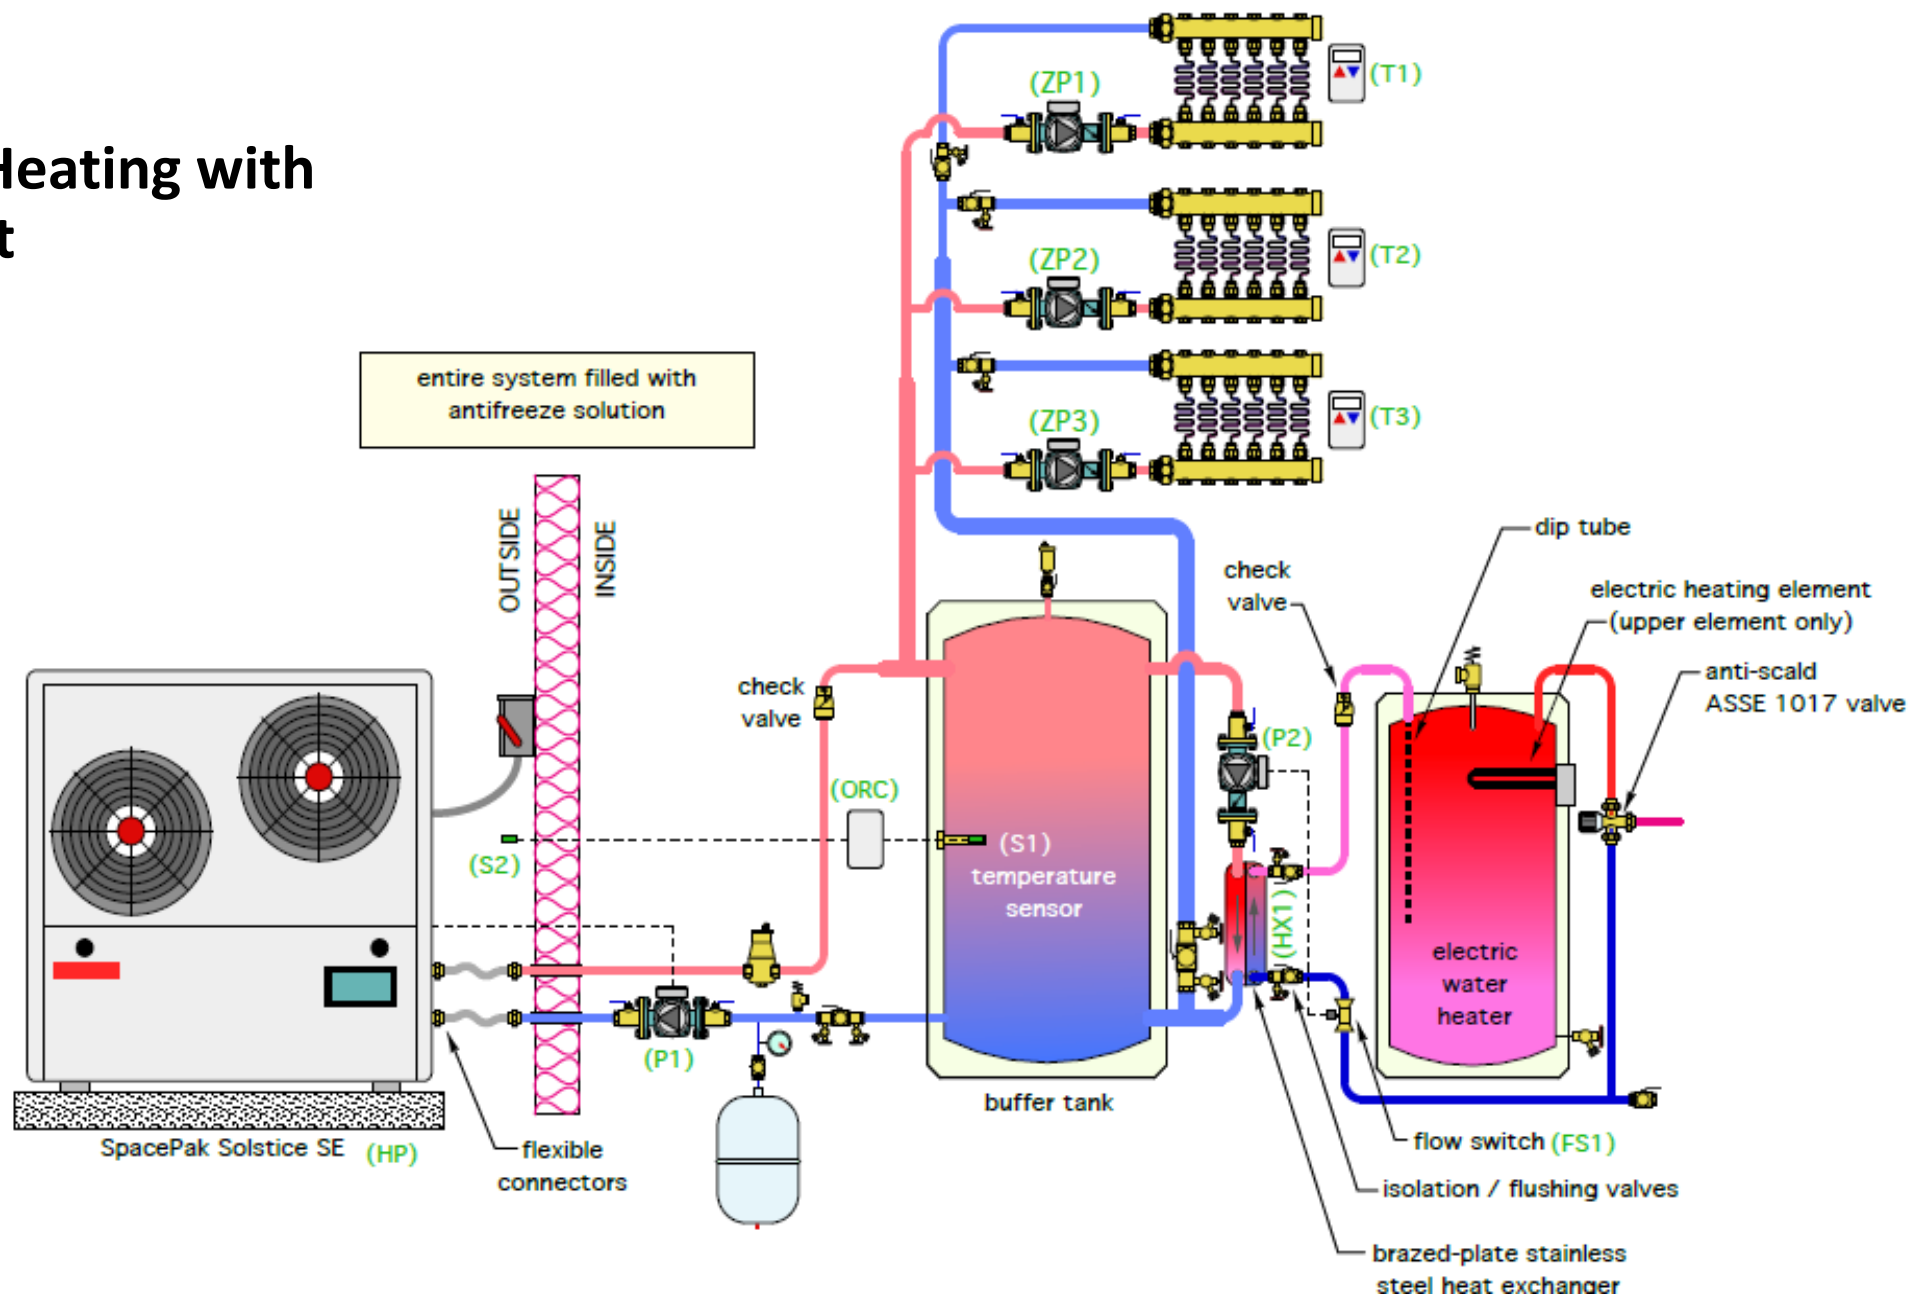 Heating with
t
entire system filled with
antifreeze solution
(ZP1)
(T1)
(ZP2)
(T2)
(ZP3)
(T3)
OUTSIDE
INSIDE
dip tube
check
valve
electric heating element
(upper element only)
anti-scald
ASSE 1017 valve
check
valve
(P2)
(ORC)
(S2)
(S1)
temperature
sensor
(HX1)
electric
water
heater
(P1)
buffer tank
SpacePak Solstice SE (HP)
flexible
connectors
flow switch (FS1)
isolation / flushing valves
brazed-plate stainless
steel heat exchanger